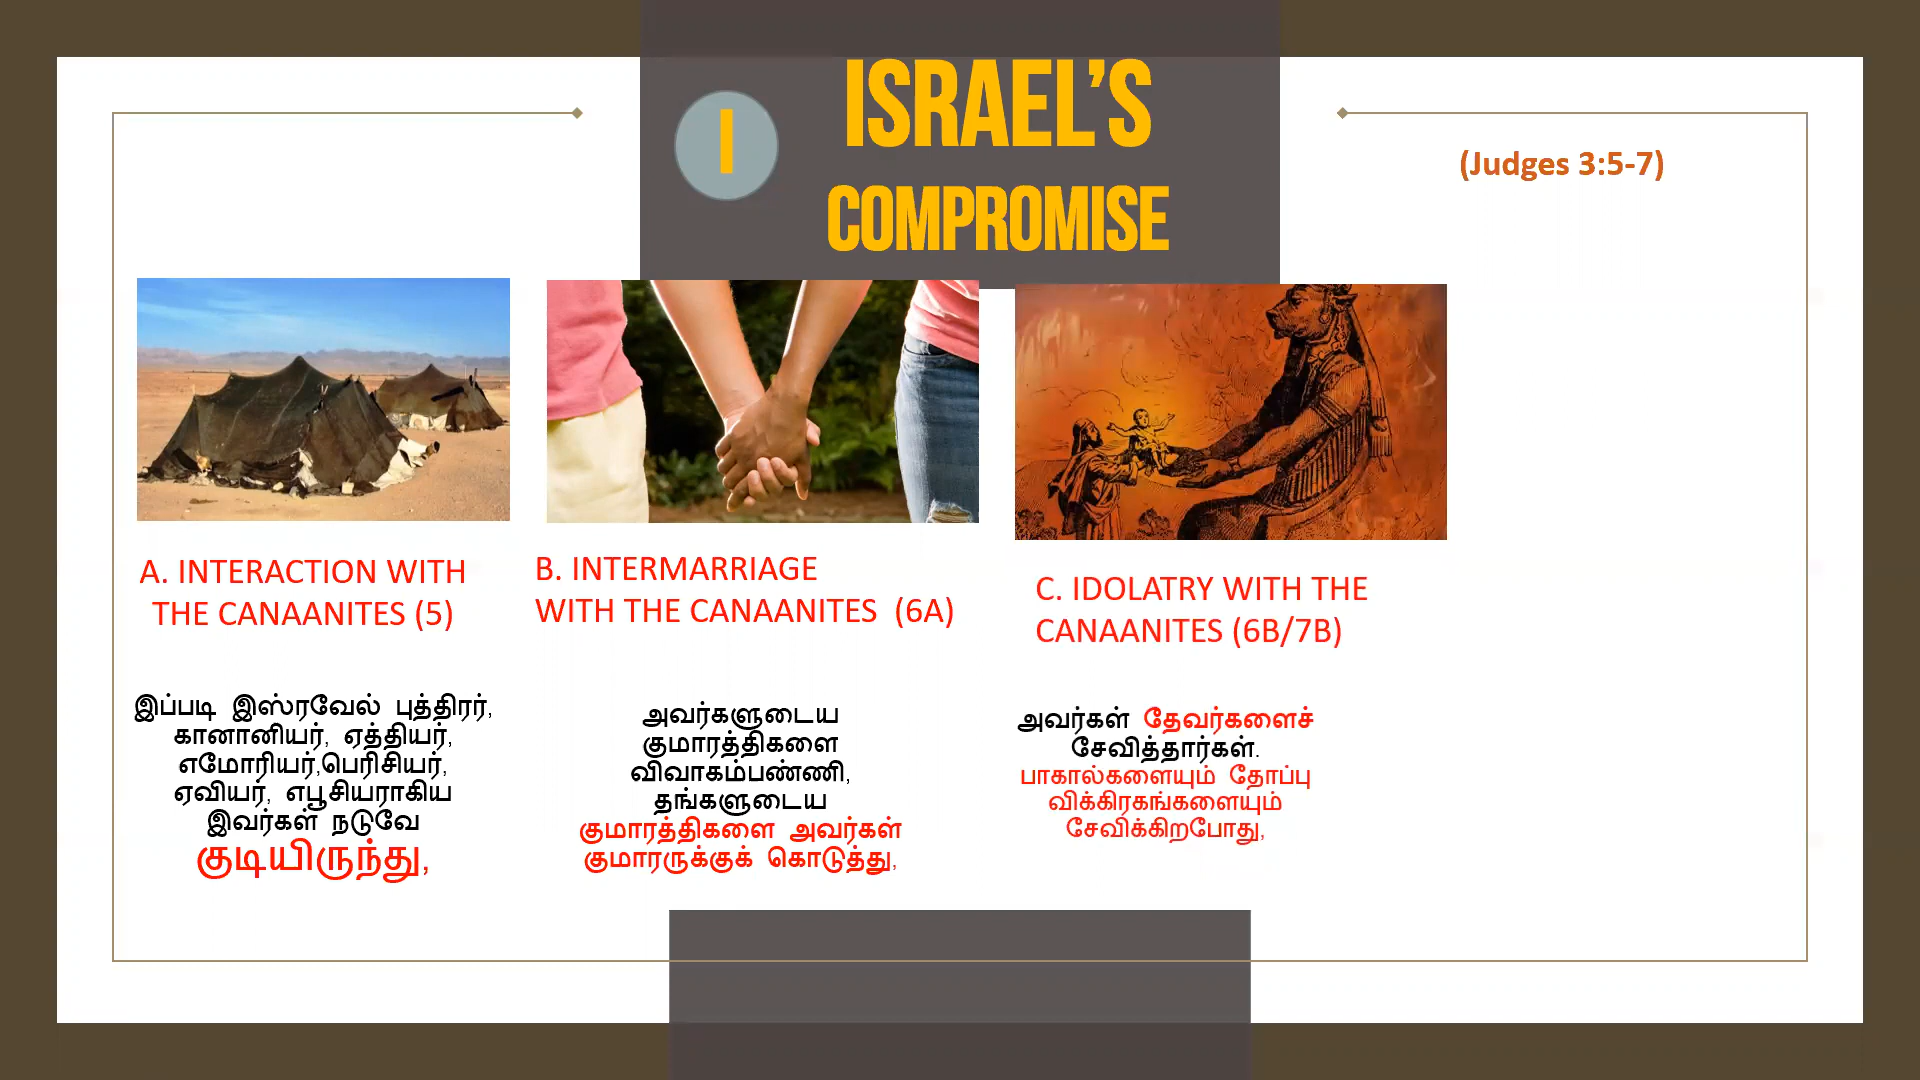 I
ISRAEL’S
COMPROMISE
(Judges 3:5-7)
A. INTERACTION WITH
THE CANAANITES (5)
இப்படி இஸ்ரவேல் புத்திரர்,
கானானியர், ஏத்தியர்,
எமோரியர்,பெரிசியர்,
ஏவியர், எபூசியராகிய
இவர்கள் நடுவே
குடியிருந்து,
B. INTERMARRIAGE
WITH THE CANAANITES (6A)
அவர்களுடைய
குமாரத்திகளை
விவாகம்பண்ணி,
தங்களுடைய
குமாரத்திகளை அவர்கள்
குமாரருக்குக் கொடுத்து,
C. IDOLATRY WITH THE
CANAANITES (6B/7B)
அவர்கள் தேவர்களைச்
சேவித்தார்கள்.
பாகால்களையும் தோப்பு
விக்கிரகங்களையும்
சேவிக்கிறபோது,